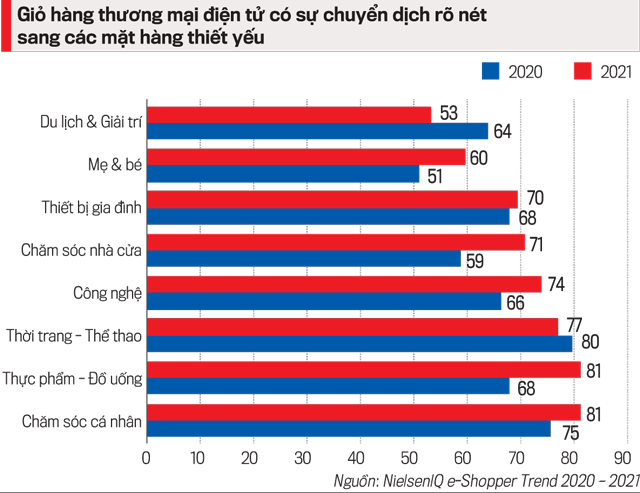 Giỏ hàng thương mại điện tử có sự chuyển dịch rõ nét
sang các mặt hàng thiết yếu
2020 2021
Du lịch & Giải trí 53
64
Mẹ & bé 60
51
Thiết bị gia đình 70
68
Chăm sóc nhà cửa 71
59
Công nghệ 74
66
Thời trang – Thể thao 77
80
Thực phẩm – Đồ uống 81
68
Chăm sóc cá nhân 81
75
0 10 20 30 40 50 60 70 80 90
Nguồn: NielsenIQ e-Shopper Trend 2020 – 2021